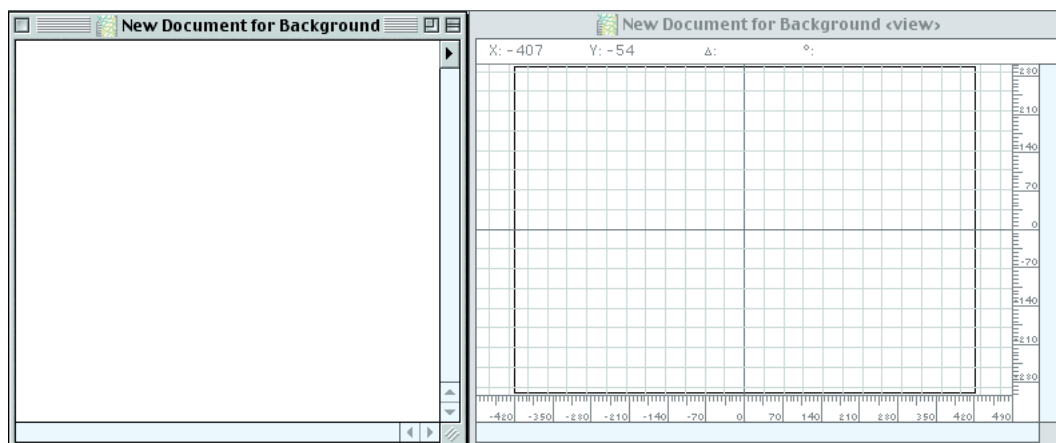 New Document for Background
New Document for Background <view>
X: -407 Y: -54 Δ: °:
280
210
140
70
0
-70
-140
-210
-280
-420 -350 -280 -210 -140 -70 0 70 140 210 280 350 420 490